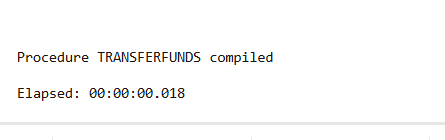 Procedure TRANSFERFUNDS compiled
Elapsed: 00:00:00.018